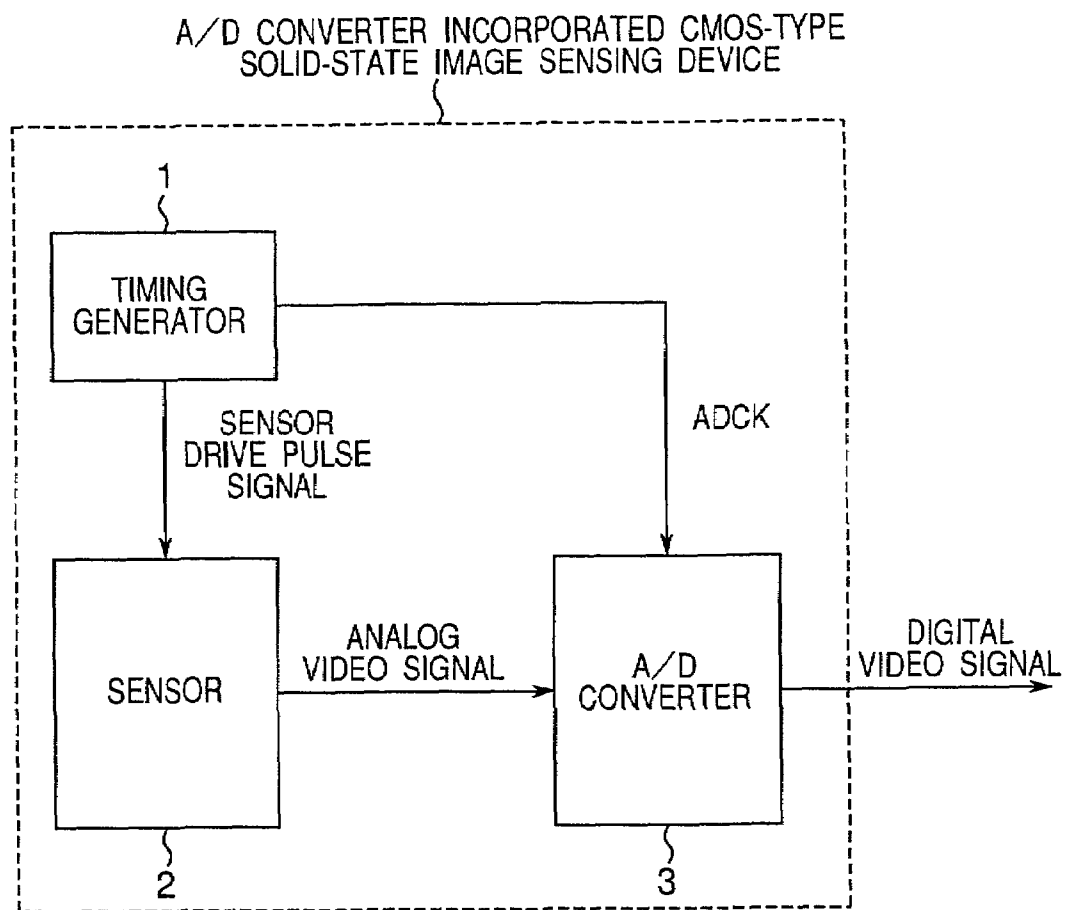 A/D CONVERTER INCORPORATED CMOS-TYPE
SOLID-STATE IMAGE SENSING DEVICE
1
TIMING
GENERATOR
SENSOR
DRIVE PULSE
SIGNAL
ADCK
SENSOR
ANALOG
VIDEO SIGNAL
A/D
CONVERTER
DIGITAL
VIDEO SIGNAL
2
3